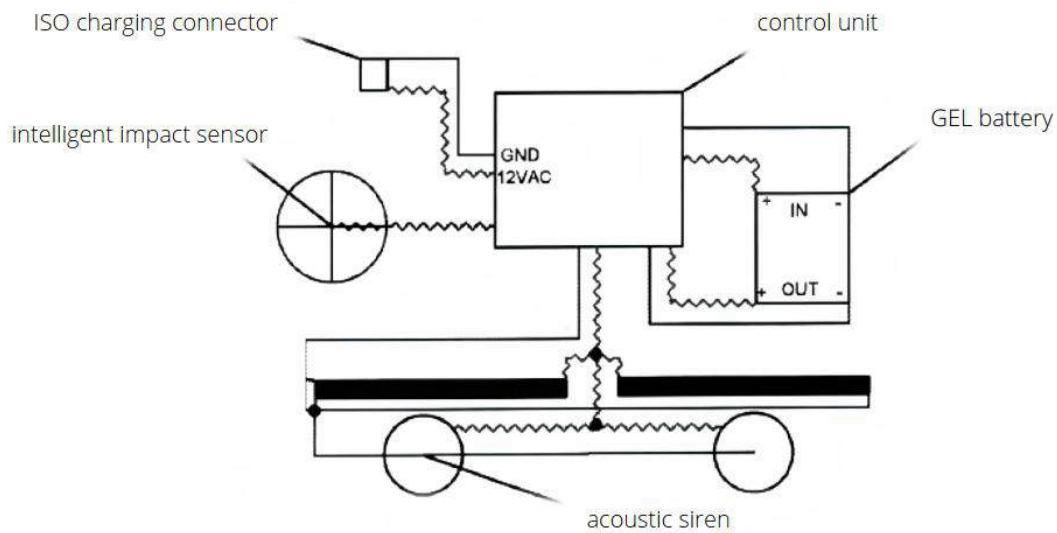 ISO charging connector
control unit
intelligent impact sensor
GEL battery
GND
12VAC
+ IN -
+ OUT -
acoustic siren